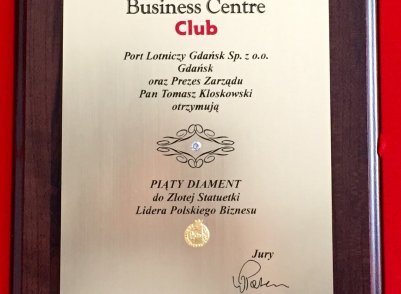 Business Centre
Club
Port Lotniczy Gdańsk Sp. z o.o.
Gdańsk
oraz Prezes Zarządu
Pan Tomasz Kloskowski
otrzymują
PIĄTY DIAMENT
do Złotej Statuetki
Lidera Polskiego Biznesu
Jury